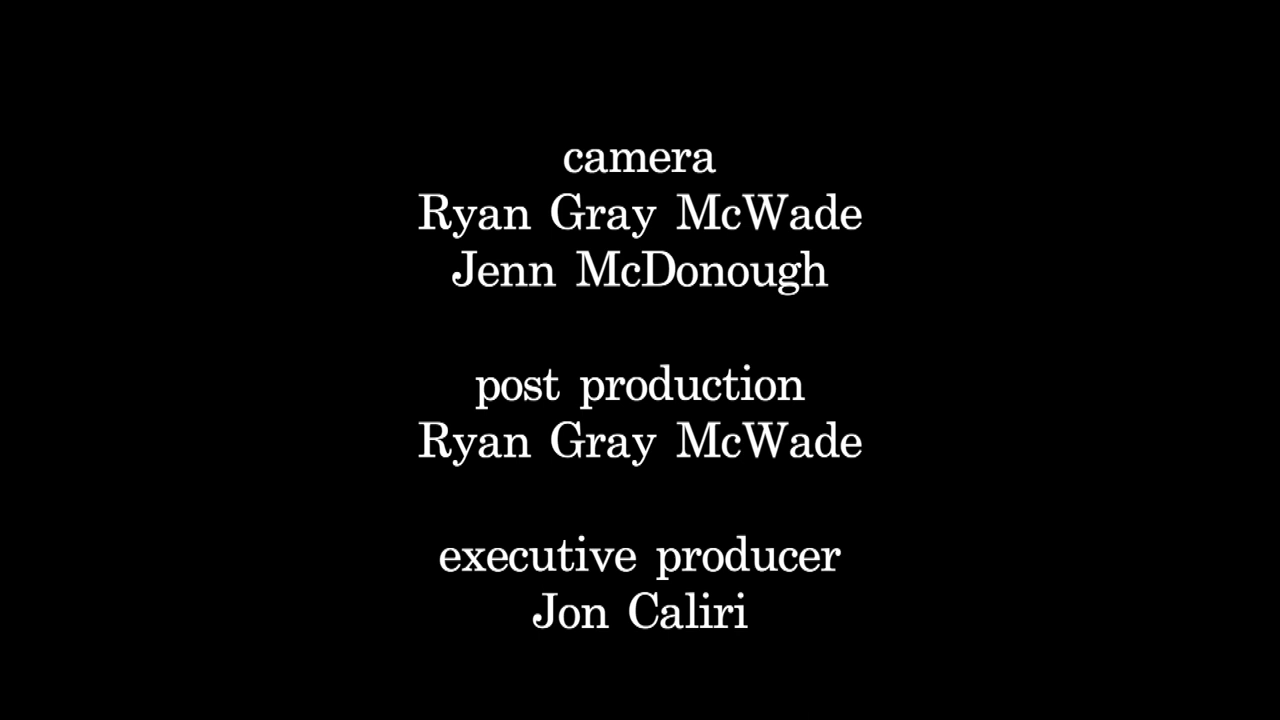 camera
Ryan Gray McWade
Jenn McDonough
post production
Ryan Gray McWade
executive producer
Jon Caliri